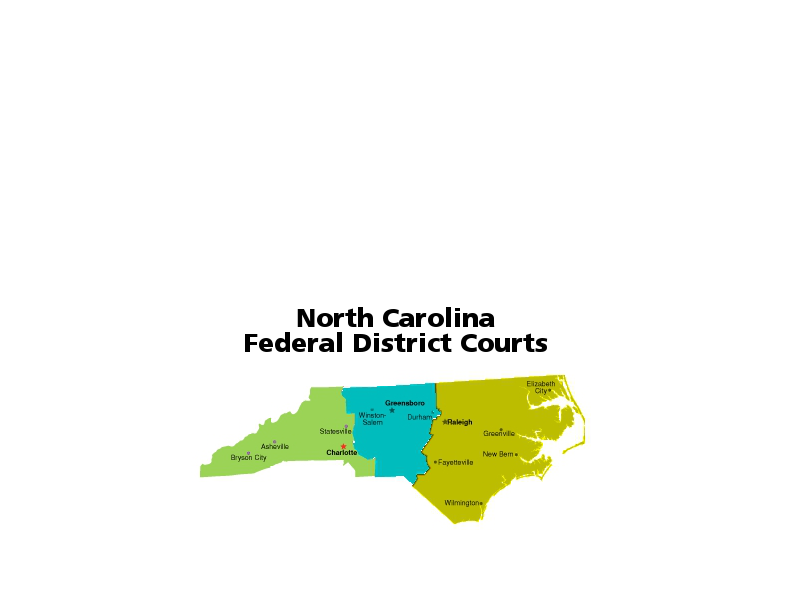 North Carolina
Federal District Courts
Elizabeth
City
Greensboro
Winston-
Salem
Durham
Raleigh
Statesville
Greenville
Asheville
Charlotte
Bryson City
New Bern
Fayetteville
Wilmington